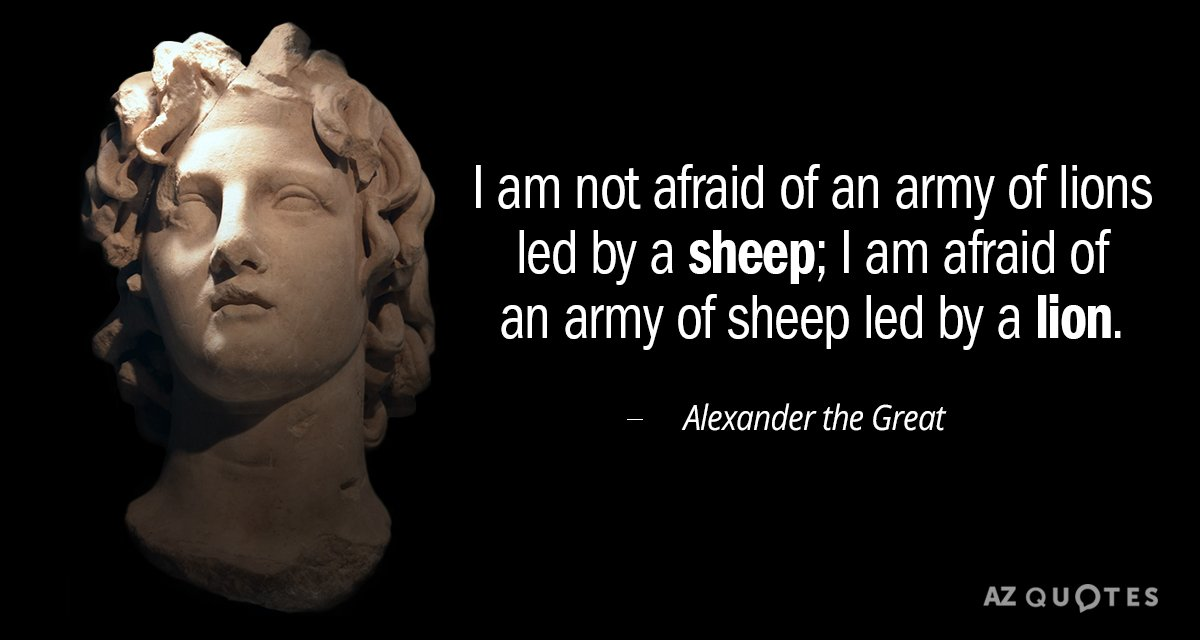 I am not afraid of an army of lions
led by a sheep; I am afraid of
an army of sheep led by a lion.
– Alexander the Great
AZ QUOTES